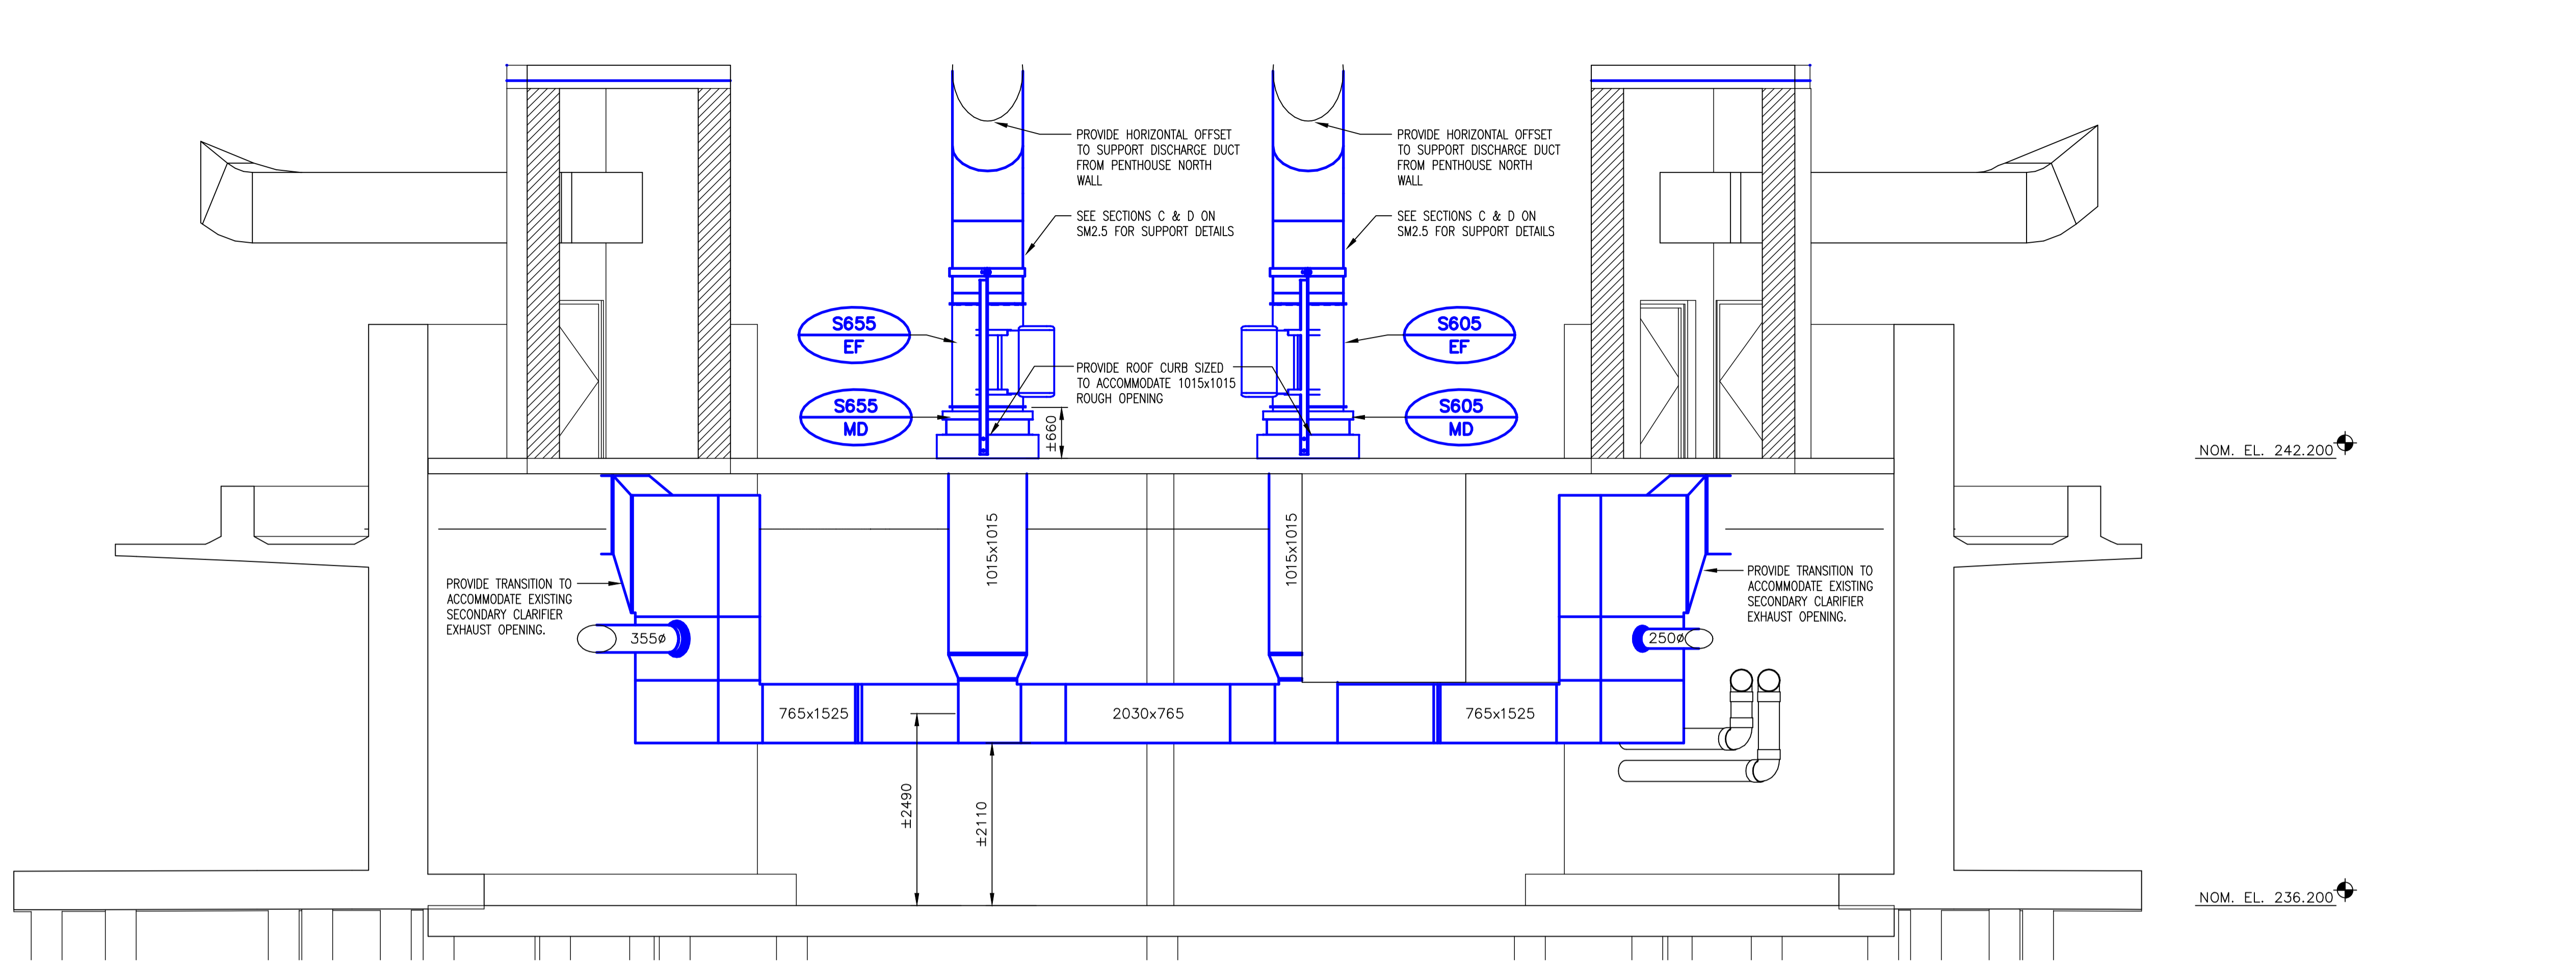 PROVIDE HORIZONTAL OFFSET
TO SUPPORT DISCHARGE DUCT
FROM PENTHOUSE NORTH
WALL
PROVIDE HORIZONTAL OFFSET
TO SUPPORT DISCHARGE DUCT
FROM PENTHOUSE NORTH
WALL
SEE SECTIONS C & D ON
SM2.5 FOR SUPPORT DETAILS
SEE SECTIONS C & D ON
SM2.5 FOR SUPPORT DETAILS
S655
EF
S605
EF
PROVIDE ROOF CURB SIZED
TO ACCOMMODATE 1015x1015
ROUGH OPENING
S655
MD
S605
MD
±660
NOM. EL. 242.200
1015x1015
1015x1015
PROVIDE TRANSITION TO
ACCOMMODATE EXISTING
SECONDARY CLARIFIER
EXHAUST OPENING.
PROVIDE TRANSITION TO
ACCOMMODATE EXISTING
SECONDARY CLARIFIER
EXHAUST OPENING.
355ø
250ø
765x1525
2030x765
765x1525
±2490
±2110
NOM. EL. 236.200